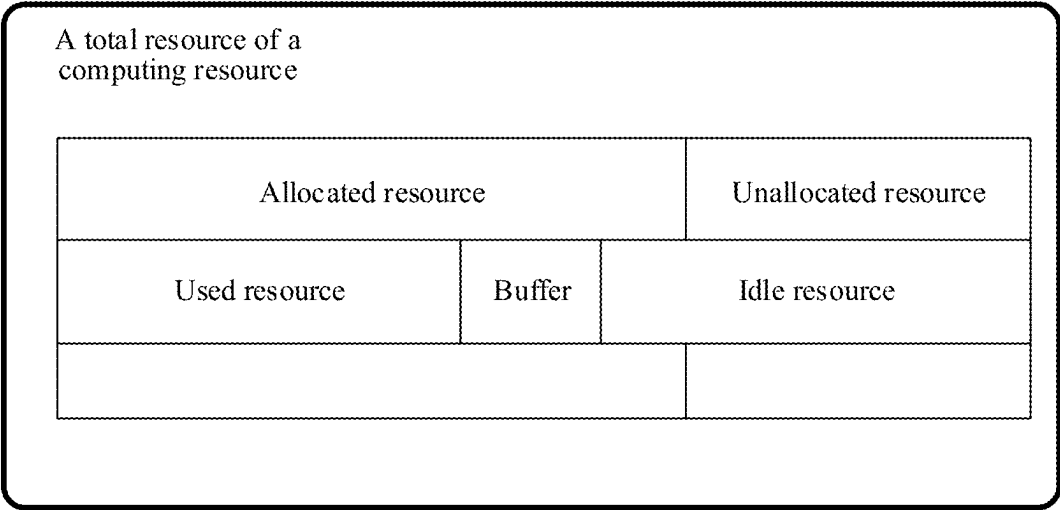 A total resource of a
computing resource
Allocated resource
Unallocated resource
Used resource
Buffer
Idle resource